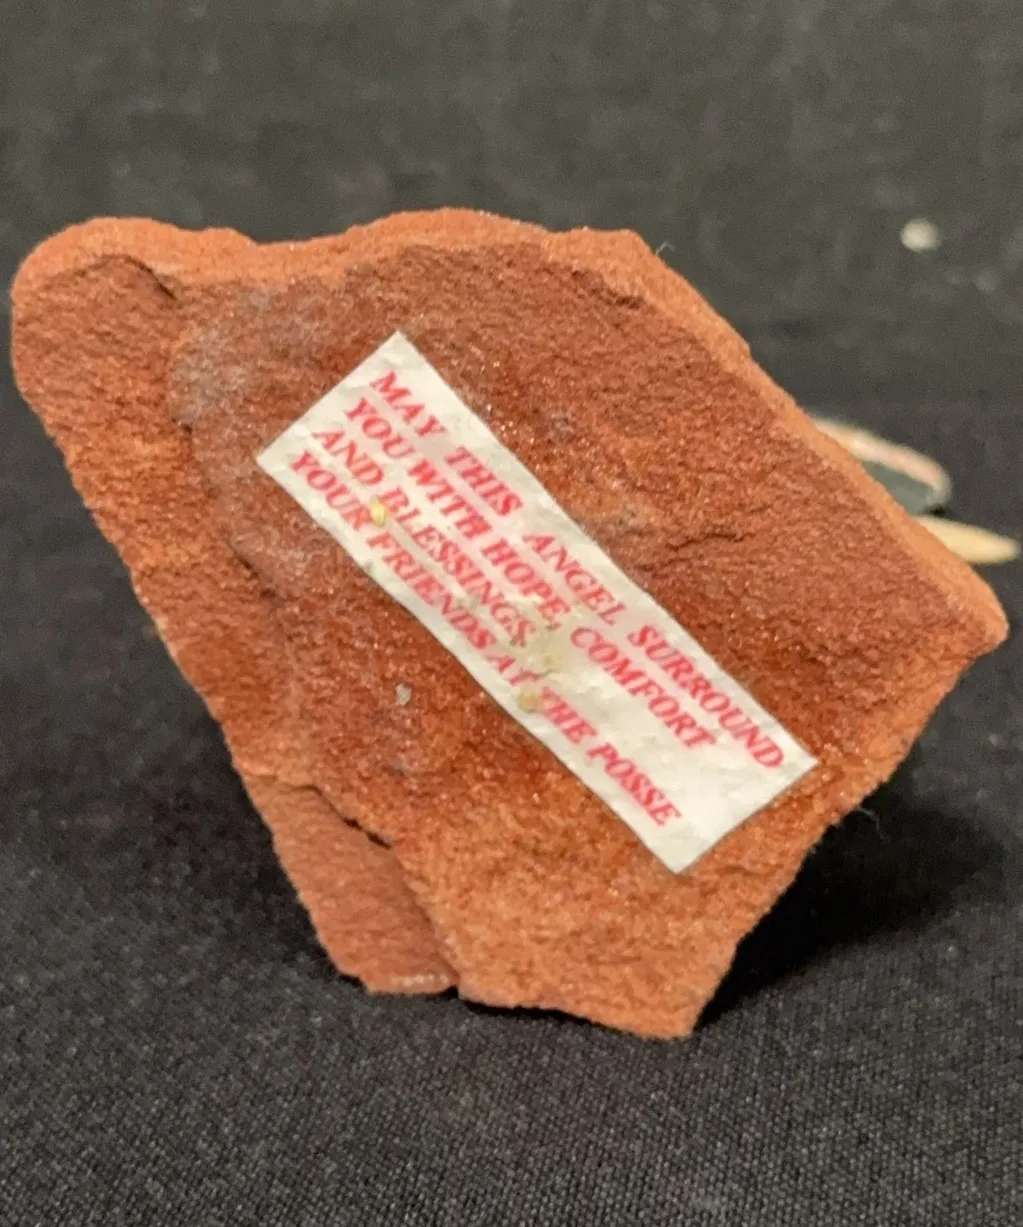 MAY THIS ANGEL SURROUND
YOU WITH HOPE, COMFORT
AND BLESSINGS.
YOUR FRIENDS AT THE POSSE